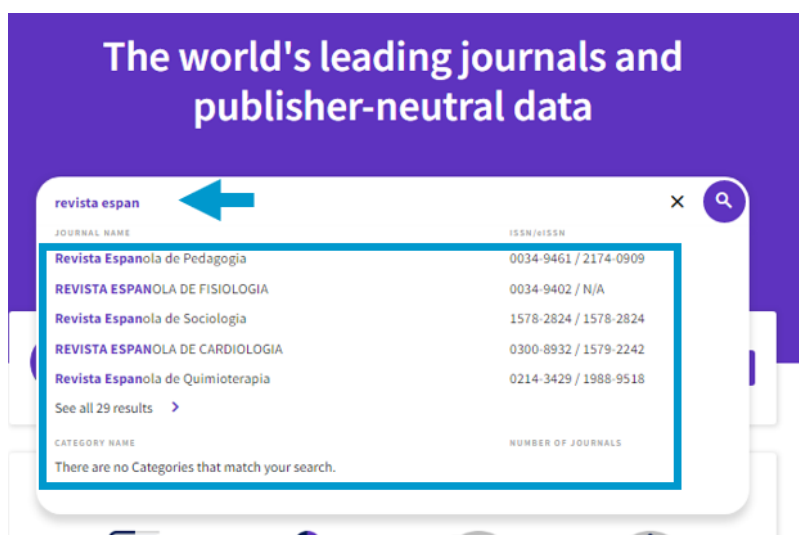 The world's leading journals and
publisher-neutral data
revista espan
JOURNAL NAME ISSN/eISSN
Revista Espanola de Pedagogia 0034-9461 / 2174-0909
REVISTA ESPANOLA DE FISIOLOGIA 0034-9402 / N/A
Revista Espanola de Sociologia 1578-2824 / 1578-2824
REVISTA ESPANOLA DE CARDIOLOGIA 0300-8932 / 1579-2242
Revista Espanola de Quimioterapia 0214-3429 / 1988-9518
See all 29 results
CATEGORY NAME NUMBER OF JOURNALS
There are no Categories that match your search.